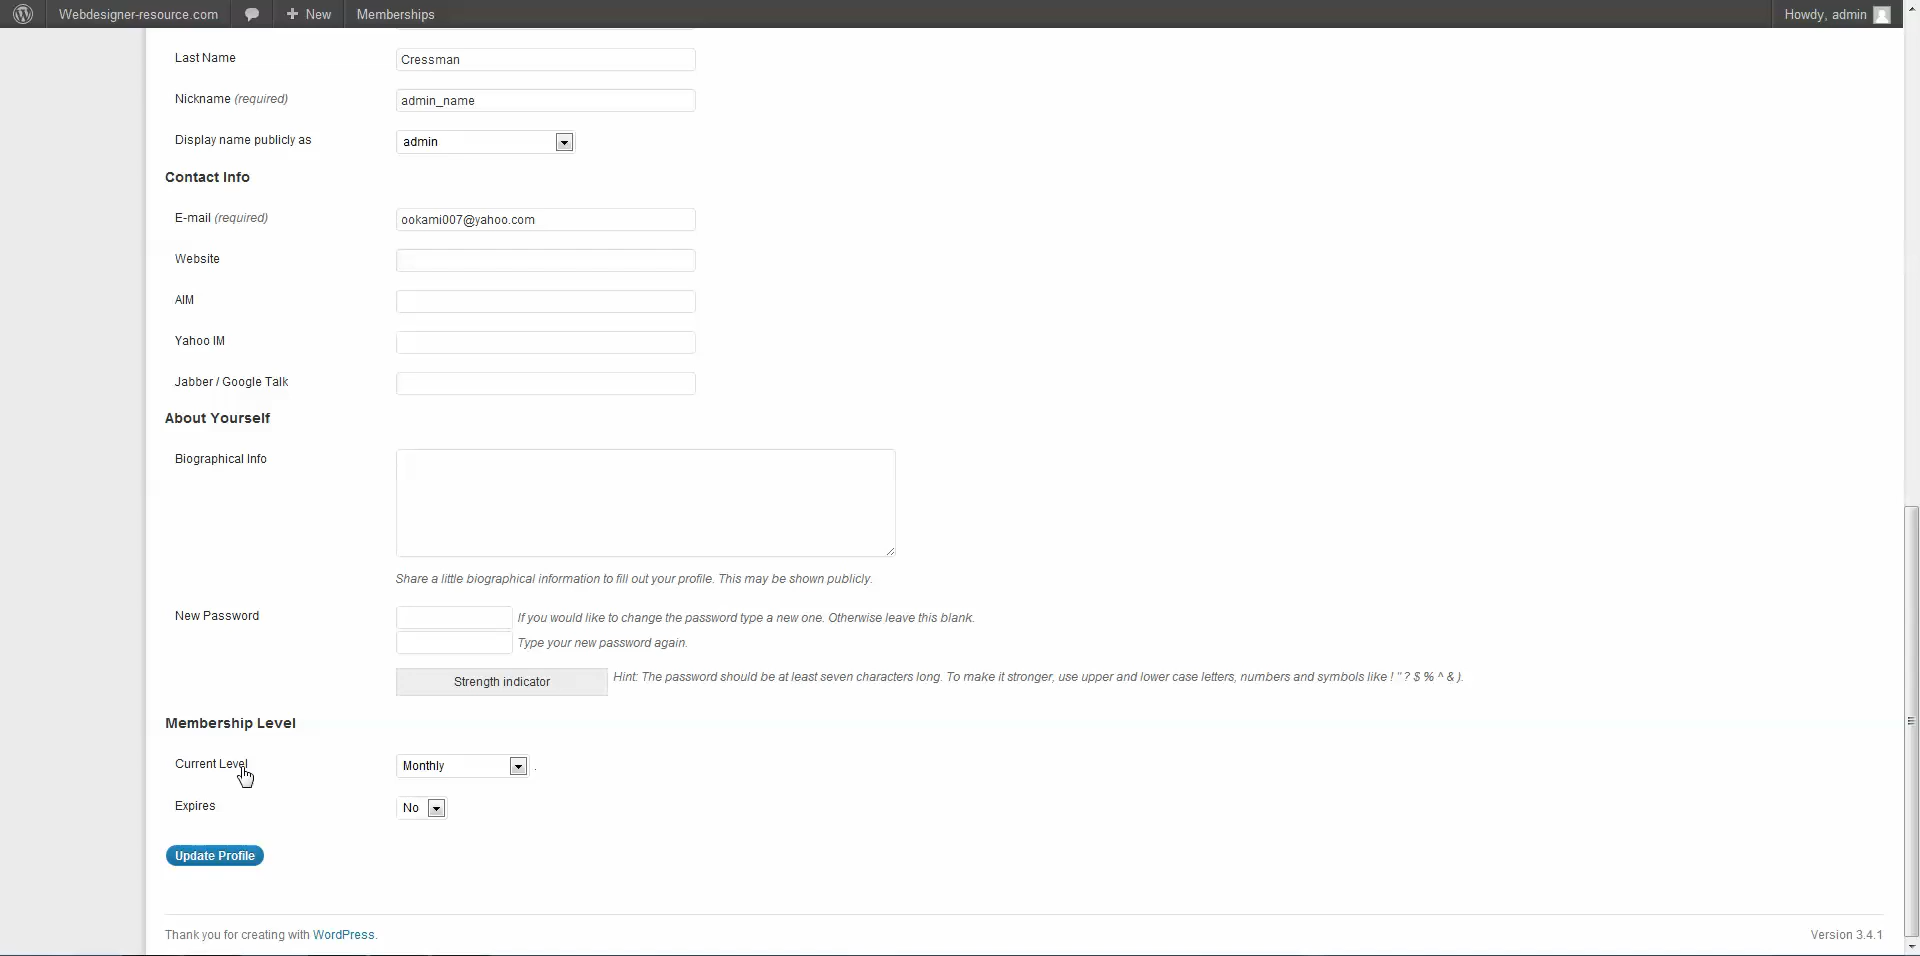 Webdesigner-resource.com + New Memberships Howdy, admin
Last Name Cressman
Nickname (required) admin_name
Display name publicly as admin
Contact Info
E-mail (required) ookami007@yahoo.com
Website
AIM
Yahoo IM
Jabber / Google Talk
About Yourself
Biographical Info
Share a little biographical information to fill out your profile. This may be shown publicly.
New Password If you would like to change the password type a new one. Otherwise leave this blank.
Type your new password again.
Strength indicator Hint: The password should be at least seven characters long. To make it stronger, use upper and lower case letters, numbers and symbols like ! " ? $ % ^ & ).
Membership Level
Current Level Monthly .
Expires No
Update Profile
Thank you for creating with WordPress. Version 3.4.1